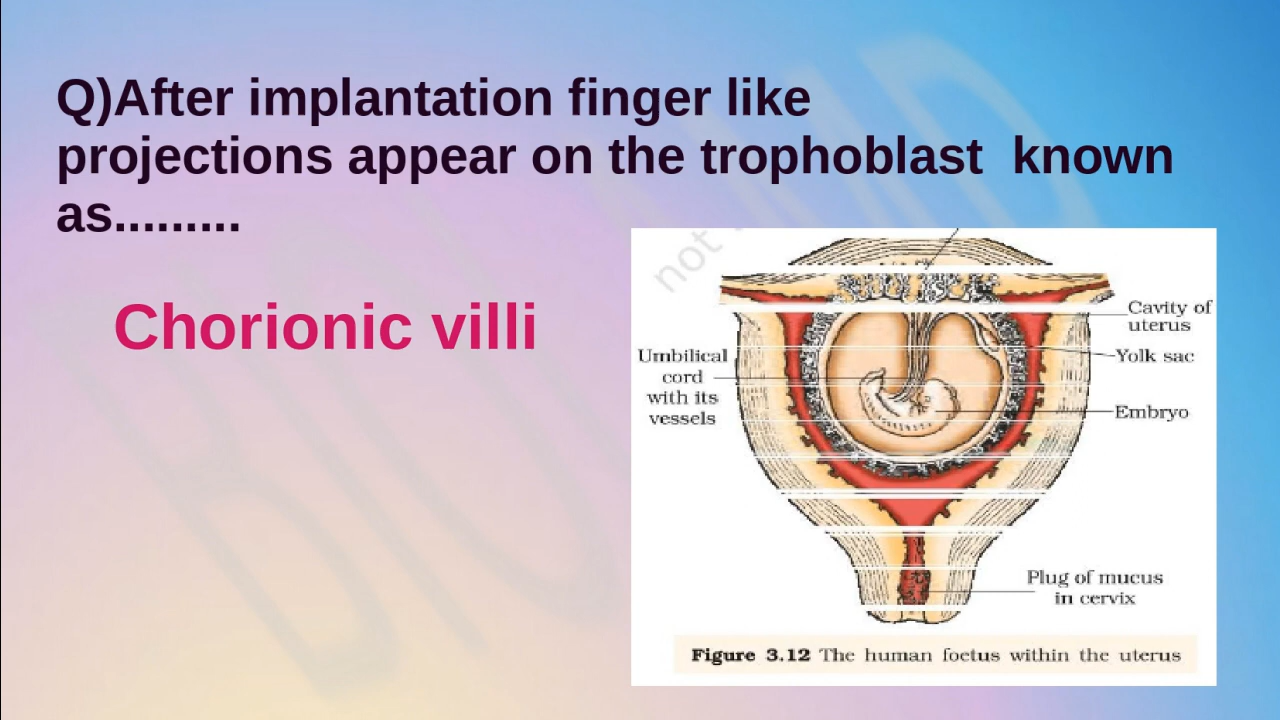 Q)After implantation finger like
projections appear on the trophoblast  known
as.........
Chorionic villi
not
Cavity of
uterus
Umbilical
cord
with its
vessels
Yolk sac
Embryo
Plug of mucus
in cervix
Figure 3.12 The human foetus within the uterus